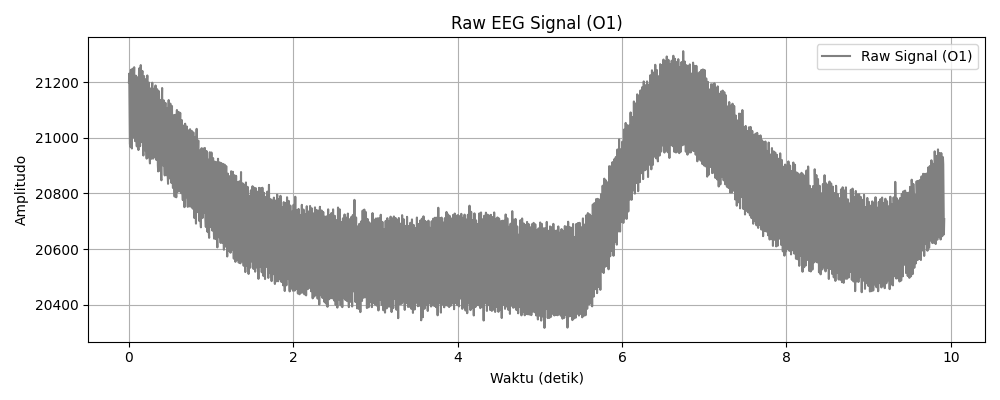 Raw EEG Signal (O1)
Raw Signal (O1)
21200
21000
20800
20600
20400
Amplitudo
0 2 4 6 8 10
Waktu (detik)